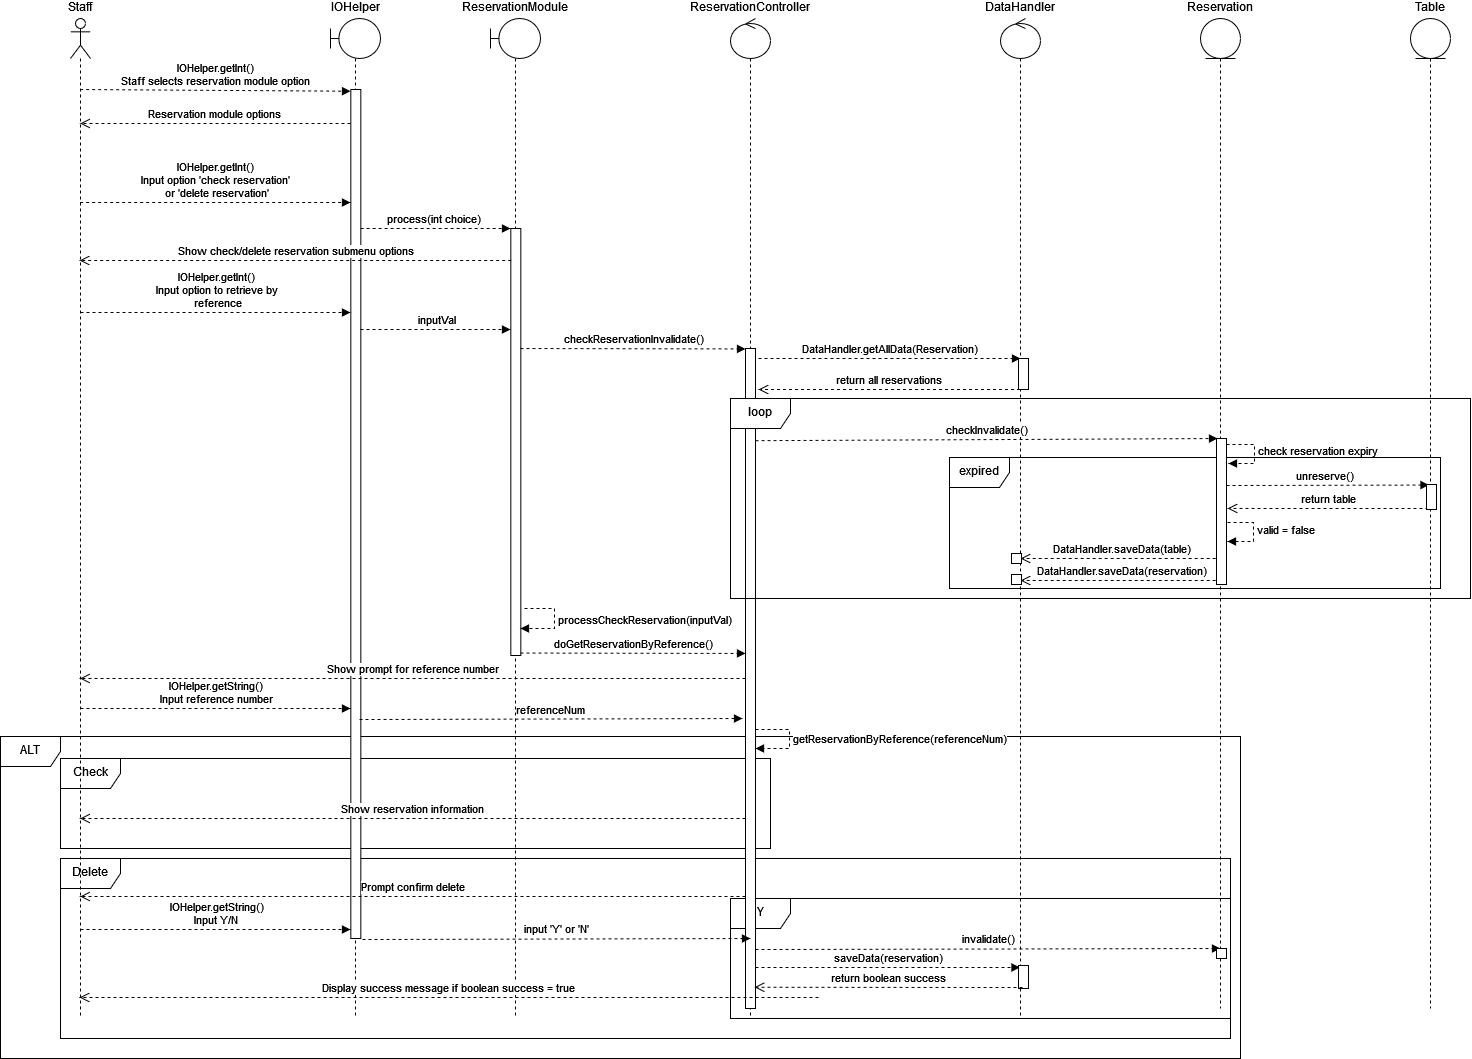 Staff
IOHelper
ReservationModule
ReservationController
DataHandler
Reservation
Table
IOHelper.getInt()
Staff selects reservation module option
Reservation module options
IOHelper.getInt()
Input option 'check reservation'
or 'delete reservation'
process(int choice)
Show check/delete reservation submenu options
IOHelper.getInt()
Input option to retrieve by
reference
inputVal
checkReservationInvalidate()
DataHandler.getAllData(Reservation)
return all reservations
loop
checkInvalidate()
check reservation expiry
expired
unreserve()
return table
valid = false
DataHandler.saveData(table)
DataHandler.saveData(reservation)
processCheckReservation(inputVal)
doGetReservationByReference()
Show prompt for reference number
IOHelper.getString()
Input reference number
referenceNum
getReservationByReference(referenceNum)
ALT
Check
Show reservation information
Delete
Prompt confirm delete
IOHelper.getString()
Input Y/N
Y
input 'Y' or 'N'
invalidate()
saveData(reservation)
return boolean success
Display success message if boolean success = true